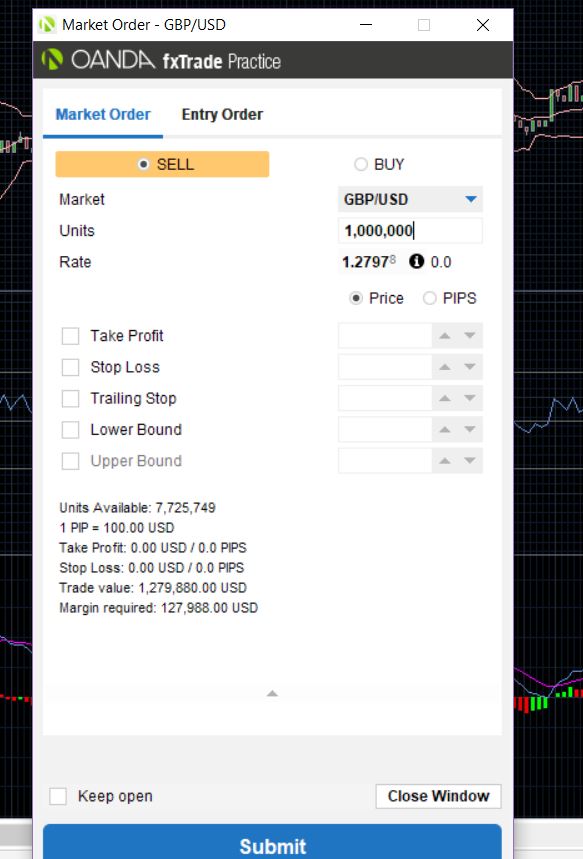 Market Order - GBP/USD
OANDA fxTrade Practice
Market Order Entry Order
SELL BUY
Market GBP/USD
Units 1,000,000
Rate 1.27978 0.0
Price PIPS
Take Profit
Stop Loss
Trailing Stop
Lower Bound
Upper Bound
Units Available: 7,725,749
1 PIP = 100.00 USD
Take Profit: 0.00 USD / 0.0 PIPS
Stop Loss: 0.00 USD / 0.0 PIPS
Trade value: 1,279,880.00 USD
Margin required: 127,988.00 USD
Keep open Close Window
Submit